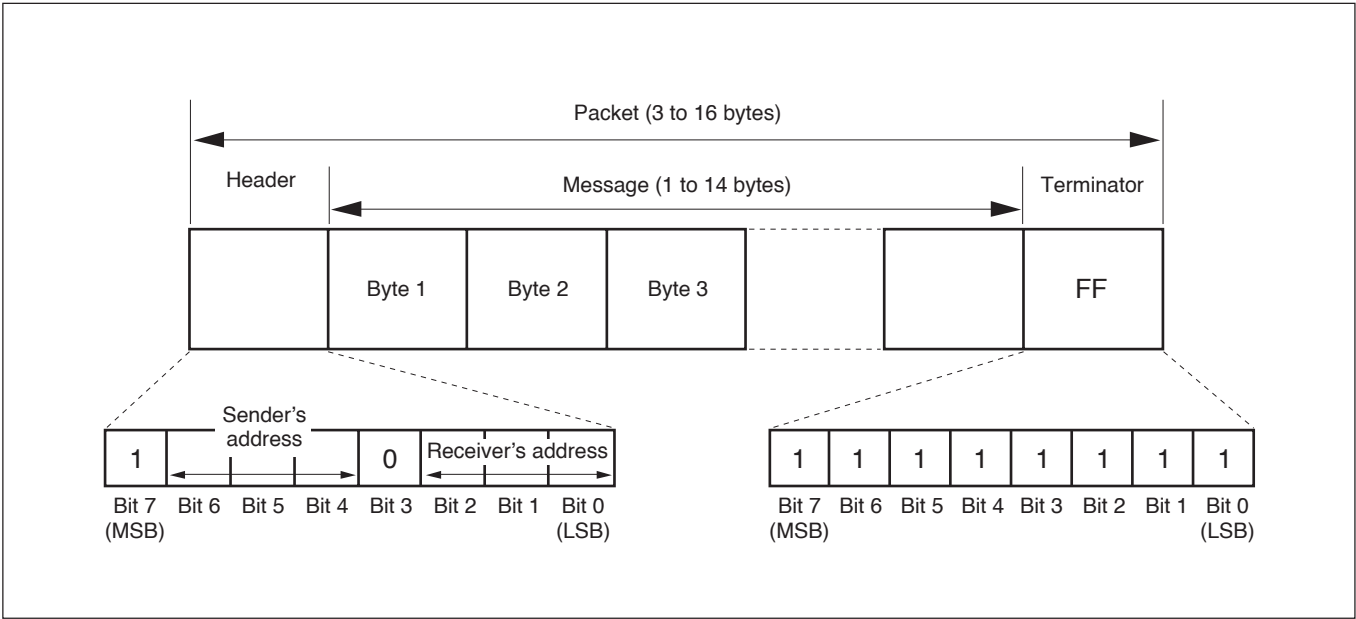 Packet (3 to 16 bytes)
Header
Message (1 to 14 bytes)
Terminator
Byte 1
Byte 2
Byte 3
FF
Sender's
address
1
0
Receiver's address
Bit 7
(MSB)
Bit 6
Bit 5
Bit 4
Bit 3
Bit 2
Bit 1
Bit 0
(LSB)
1 1 1 1 1 1 1 1
Bit 7
(MSB)
Bit 6
Bit 5
Bit 4
Bit 3
Bit 2
Bit 1
Bit 0
(LSB)